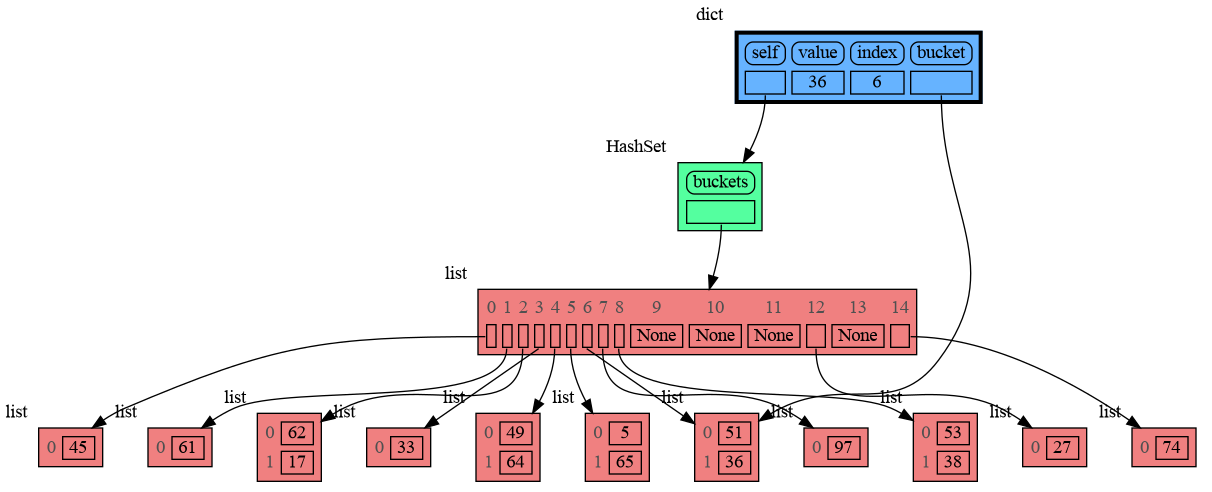 dict
self value index bucket
36 6
HashSet
buckets
list
0 1 2 3 4 5 6 7 8 9 10 11 12 13 14
None None None None
list list list list list list list list list list list
0 45
0 61
0 62
1 17
0 33
0 49
1 64
0 5
1 65
0 51
1 36
0 97
0 53
1 38
0 27
0 74